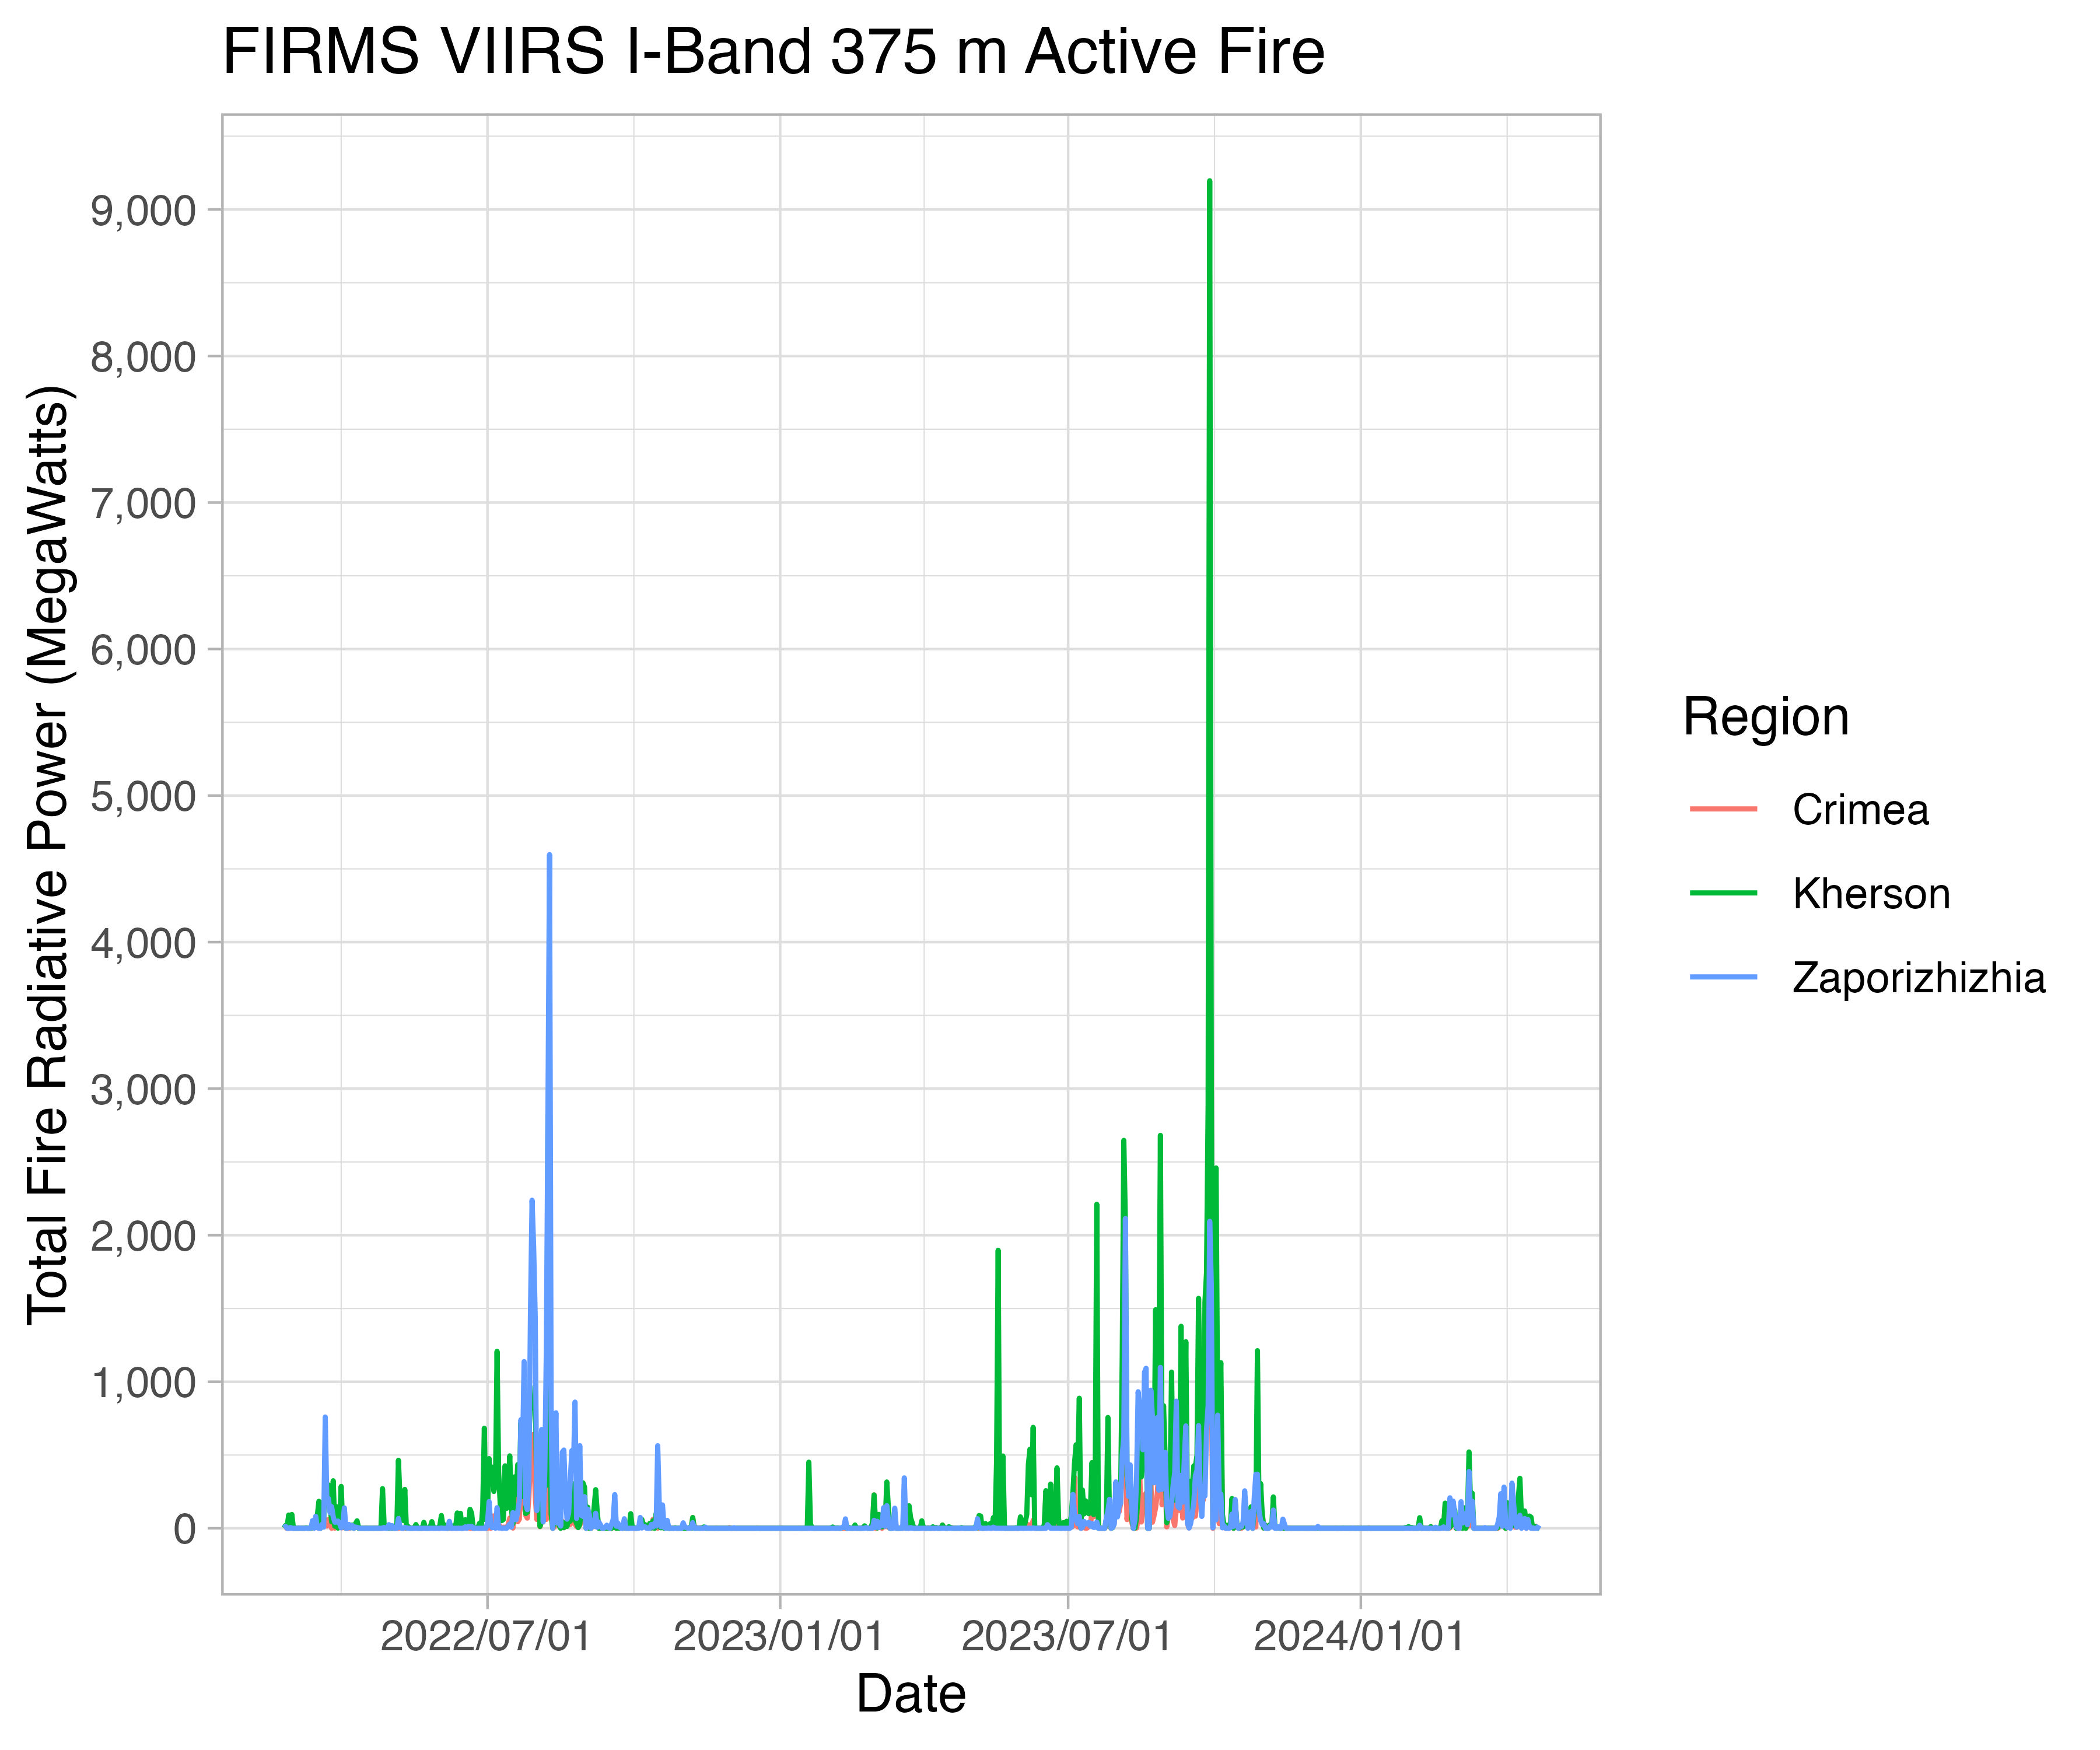 FIRMS VIIRS I-Band 375 m Active Fire
Total Fire Radiative Power (MegaWatts)
9,000
8,000
7,000
6,000
5,000
4,000
3,000
2,000
1,000
0
2022/07/01
2023/01/01
2023/07/01
2024/01/01
Date
Region
Crimea
Kherson
Zaporizhizhia